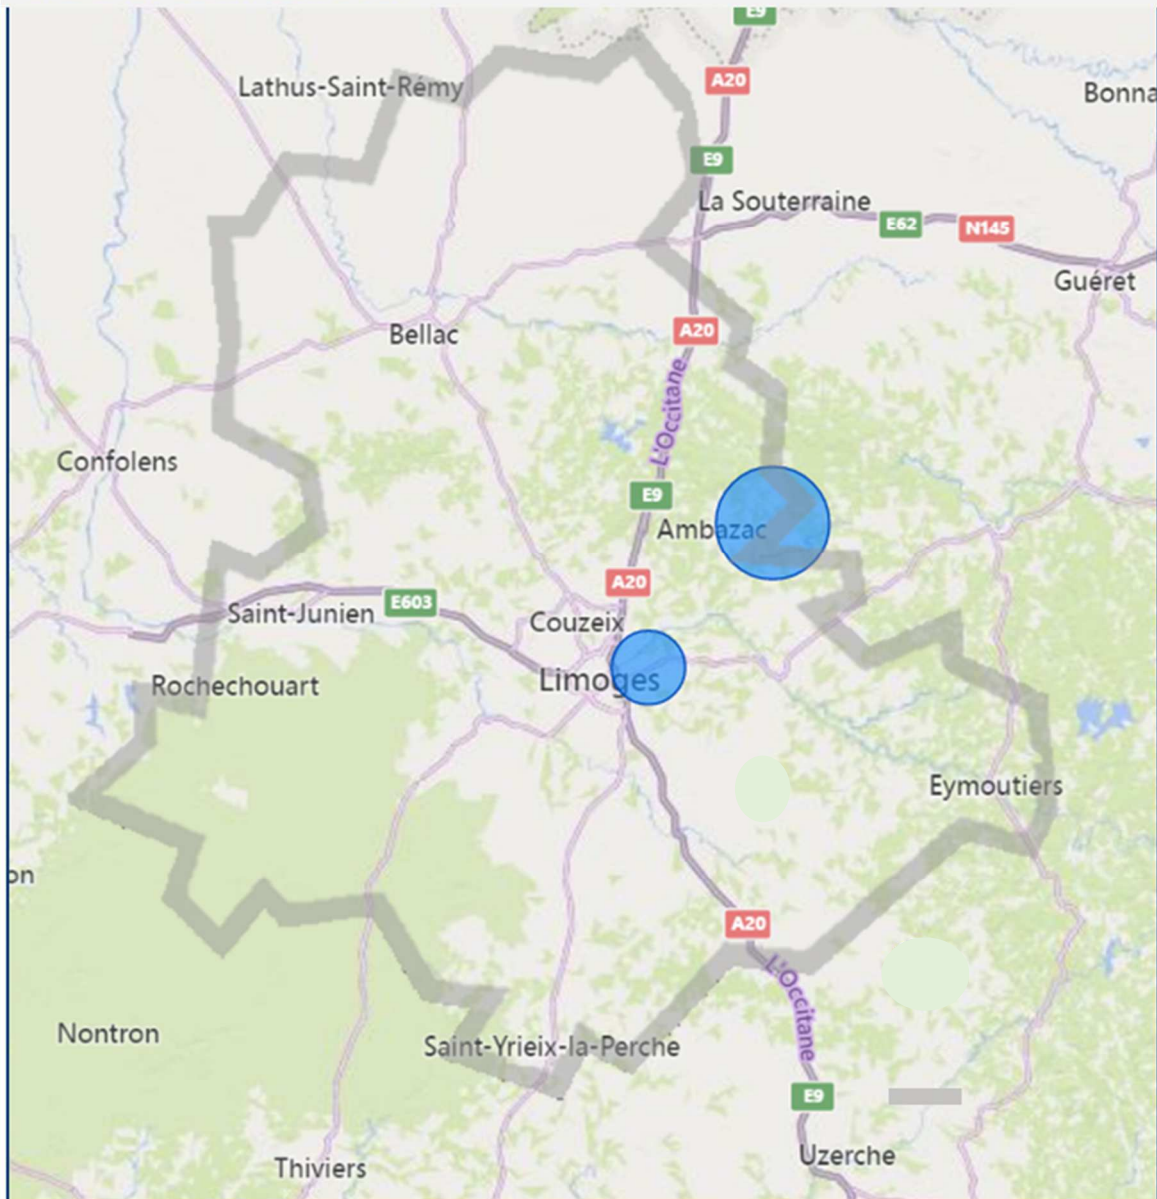 E9
A20
Lathus-Saint-Rémy
Bonna
E9
La Souterraine
E62
N145
Guéret
A20
Bellac
L'Occitane
Confolens
E9
Ambazac
A20
E603
Saint-Junien
Couzeix
Limoges
Rochechouart
Eymoutiers
on
A20
L'Occitane
Nontron
Saint-Yrieix-la-Perche
E9
Uzerche
Thiviers